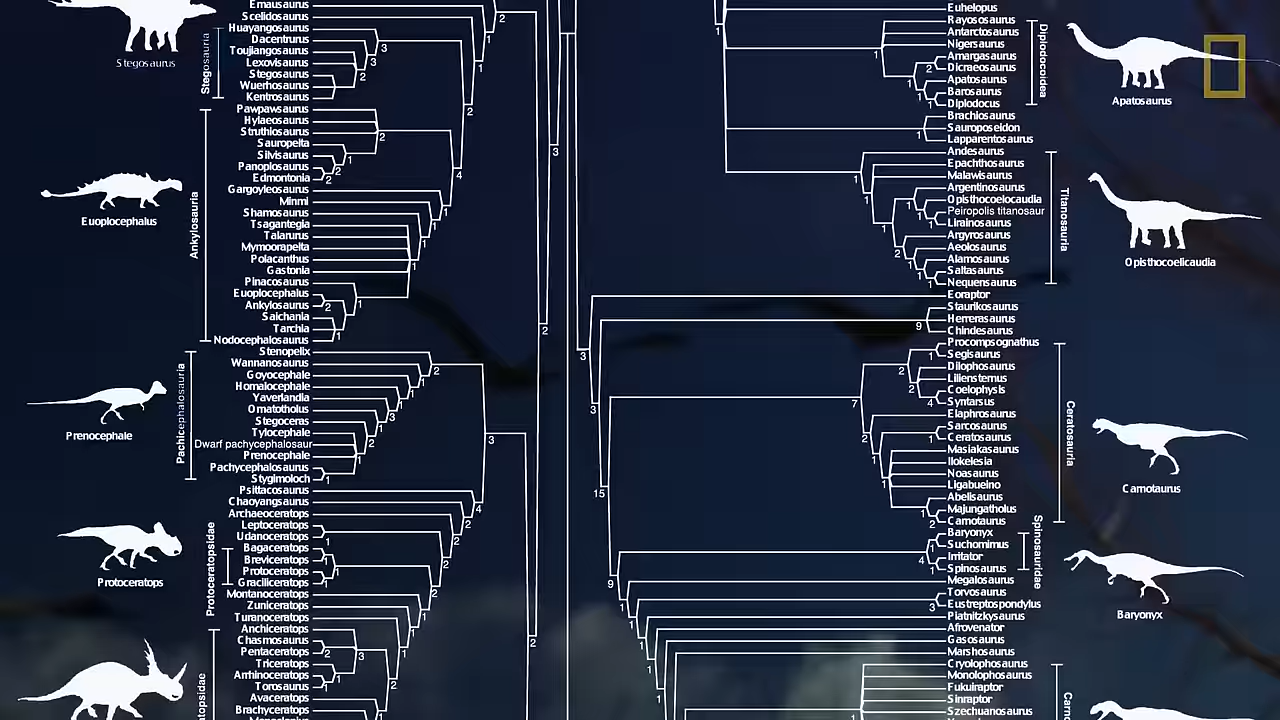 Emausaurus
Scelidosaurus
Huayangosaurus
Dacentrurus
Toujiangosaurus
Lexovisaurus
Stegosaurus
Wuerhosaurus
Kentrosaurus
Stegosauria
Stegosaurus
Pawpawsaurus
Hylaeosaurus
Struthiosaurus
Sauropelta
Silvisaurus
Panoplosaurus
Edmontonia
Gargoyleosaurus
Minmi
Shamosaurus
Tsagantegia
Talarurus
Mymoorapelta
Polacanthus
Gastonia
Pinacosaurus
Euoplocephalus
Ankylosaurus
Saichania
Tarchia
Nodocephalosaurus
Ankylosauria
Euoplocephalus
Stenopelix
Wannanosaurus
Goyocephale
Homalocephale
Yaverlandia
Omatotholus
Stegoceras
Tylocephale
Dwarf pachycephalosaur
Prenocephale
Pachycephalosaurus
Stygimoloch
Pachicephalosauria
Prenocephale
Psittacosaurus
Chaoyangsaurus
Archaeoceratops
Leptoceratops
Udanoceratops
Bagaceratops
Breviceratops
Protoceratops
Graciliceratops
Protoceratopsidae
Protoceratops
Montanoceratops
Zuniceratops
Turanoceratops
Anchiceratops
Chasmosaurus
Pentaceratops
Triceratops
Arrhinoceratops
Torosaurus
Avaceratops
Brachyceratops
Euhelopus
Rayososaurus
Antarctosaurus
Nigersaurus
Amargasaurus
Dicraeosaurus
Apatosaurus
Barosaurus
Diplodocus
Diplodocoidea
Apatosaurus
Brachiosaurus
Sauroposeidon
Lapparentosaurus
Andesaurus
Epachthosaurus
Malawisaurus
Argentinosaurus
Opisthocoelocaudia
Peiropolis titanosaur
Lirainosaurus
Argyrosaurus
Aeolosaurus
Alamosaurus
Saltasaurus
Nequensaurus
Titanosauria
Opisthocoelicaudia
Eoraptor
Staurikosaurus
Herrerasaurus
Chindesaurus
Procompsognathus
Segisaurus
Dilophosaurus
Liliensternus
Coelophysis
Syntarsus
Elaphrosaurus
Sarcosaurus
Ceratosaurus
Masiakasaurus
Ilokelesia
Noasaurus
Ligabueino
Abelisaurus
Majungatholus
Carnotaurus
Ceratosauria
Carnotaurus
Baryonyx
Suchomimus
Irritator
Spinosaurus
Spinosauridae
Baryonyx
Megalosaurus
Torvosaurus
Eustreptospondylus
Piatnitzkysaurus
Afrovenator
Gasosaurus
Marshosaurus
Cryolophosaurus
Monolophosaurus
Fukuiraptor
Sinraptor
Szechuanosaurus